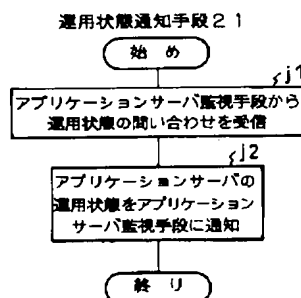 運用状態通知手段21
始め
j1
アプリケーションサーバ監視手段から
運用状態の問い合わせを受信
j2
アプリケーションサーバの
運用状態をアプリケーション
サーバ監視手段に通知
終り